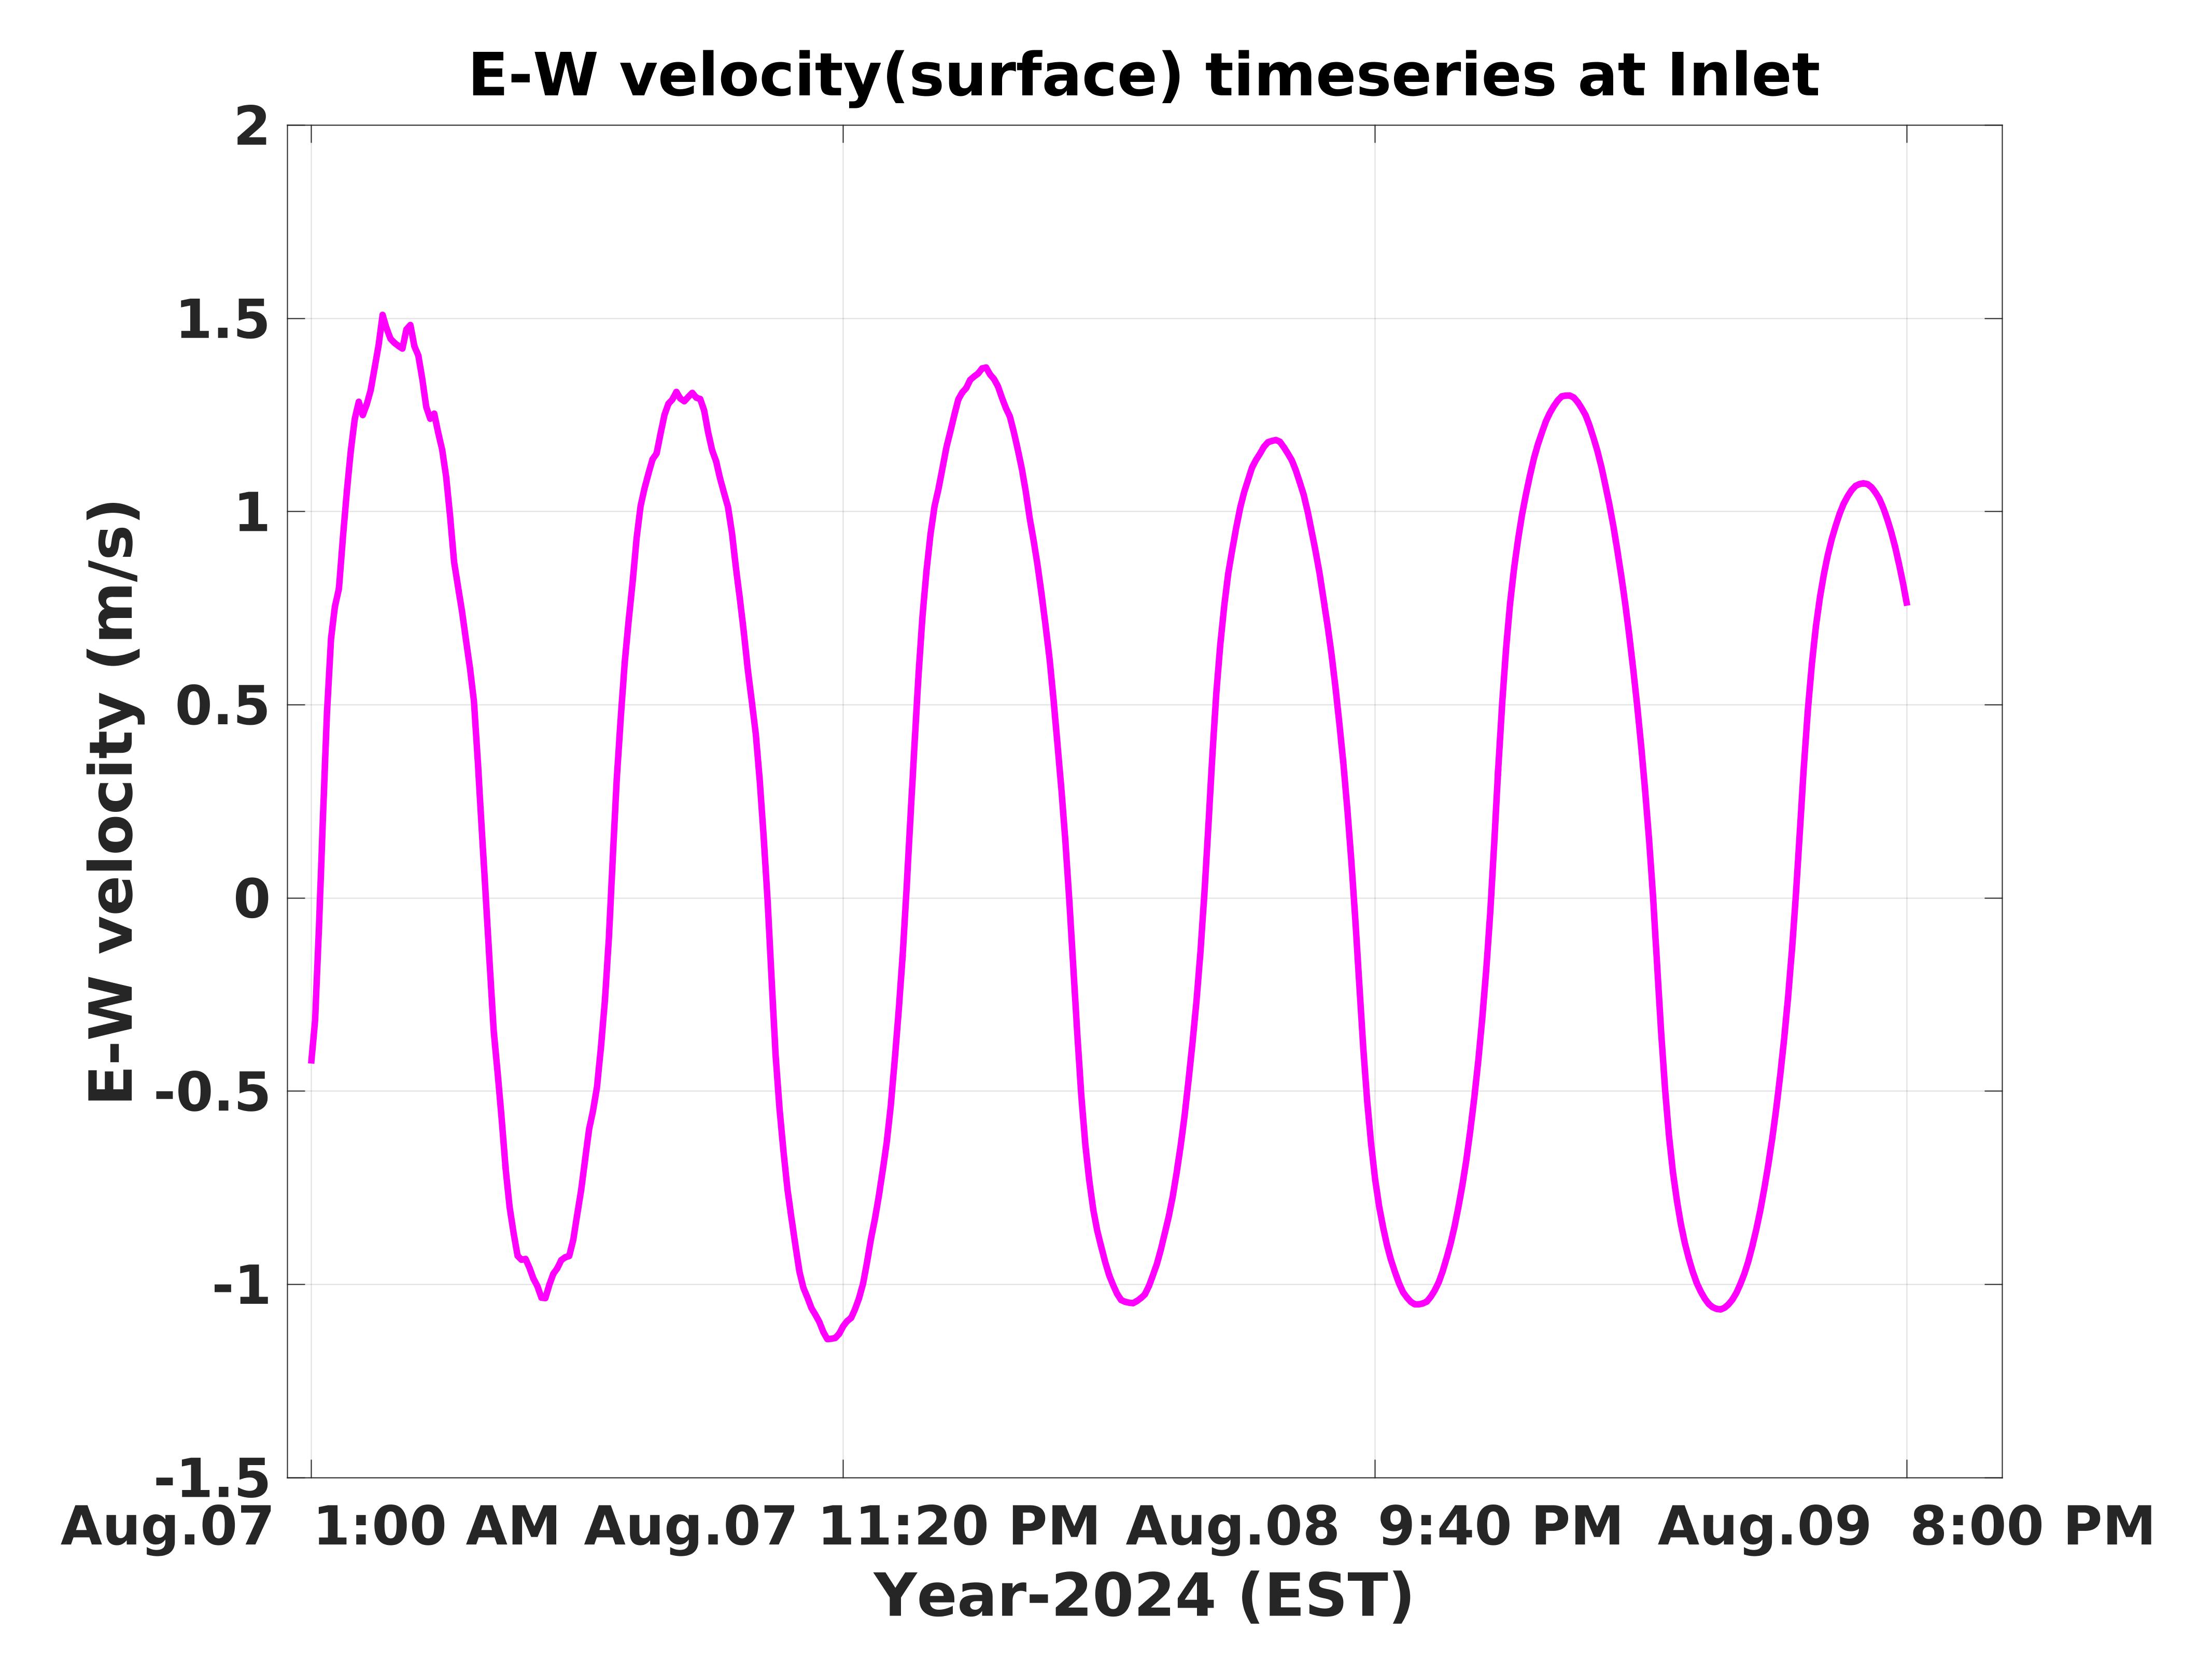 E-W velocity(surface) timeseries at Inlet
2
1.5
1
0.5
0
-0.5
-1
-1.5
E-W velocity (m/s)
Aug.07 1:00 AM Aug.07 11:20 PM Aug.08 9:40 PM Aug.09 8:00 PM
Year-2024 (EST)